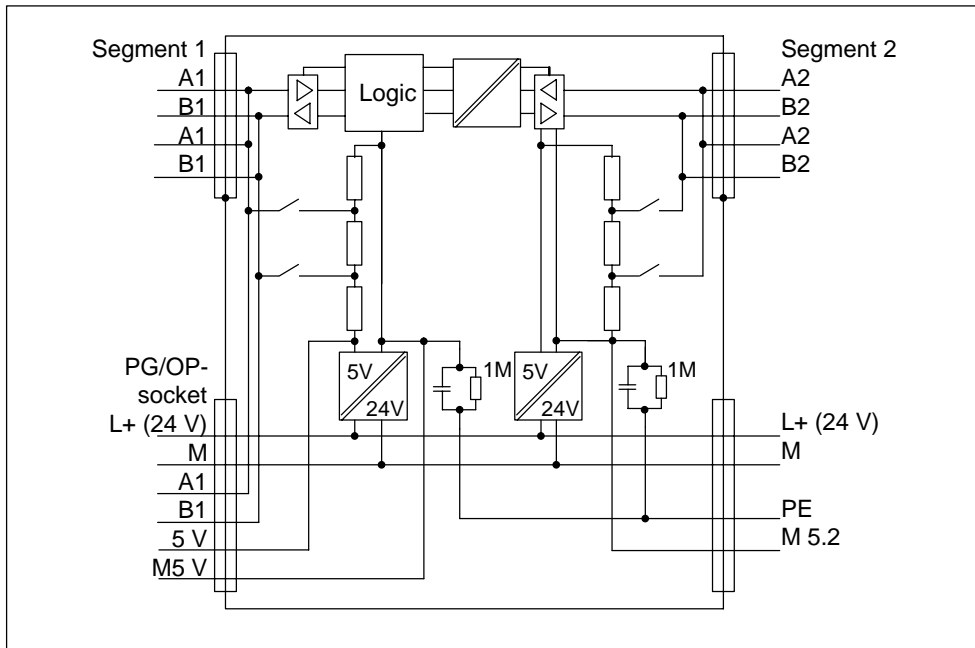 Segment 1
A1
B1
A1
B1
Logic
Segment 2
A2
B2
A2
B2
PG/OP-
socket
L+ (24 V)
M
A1
B1
5 V
M5 V
5V
24V
1M
5V
24V
1M
L+ (24 V)
M
PE
M 5.2